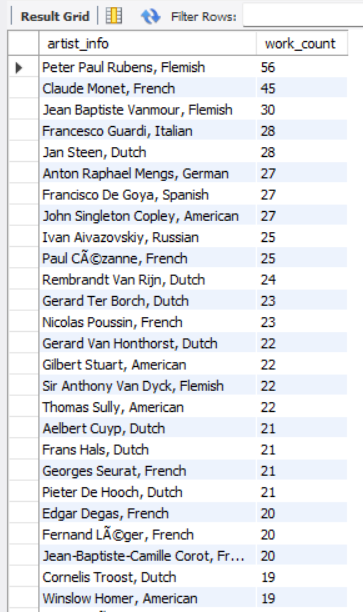 Result Grid Filter Rows:
artist_info work_count
Peter Paul Rubens, Flemish 56
Claude Monet, French 45
Jean Baptiste Vanmour, Flemish 30
Francesco Guardi, Italian 28
Jan Steen, Dutch 28
Anton Raphael Mengs, German 27
Francisco De Goya, Spanish 27
John Singleton Copley, American 27
Ivan Aivazovskiy, Russian 25
Paul CÃ©zanne, French 25
Rembrandt Van Rijn, Dutch 24
Gerard Ter Borch, Dutch 23
Nicolas Poussin, French 23
Gerard Van Honthorst, Dutch 22
Gilbert Stuart, American 22
Sir Anthony Van Dyck, Flemish 22
Thomas Sully, American 22
Aelbert Cuyp, Dutch 21
Frans Hals, Dutch 21
Georges Seurat, French 21
Pieter De Hooch, Dutch 21
Edgar Degas, French 20
Fernand LÃ©ger, French 20
Jean-Baptiste-Camille Corot, Fr... 20
Cornelis Troost, Dutch 19
Winslow Homer, American 19